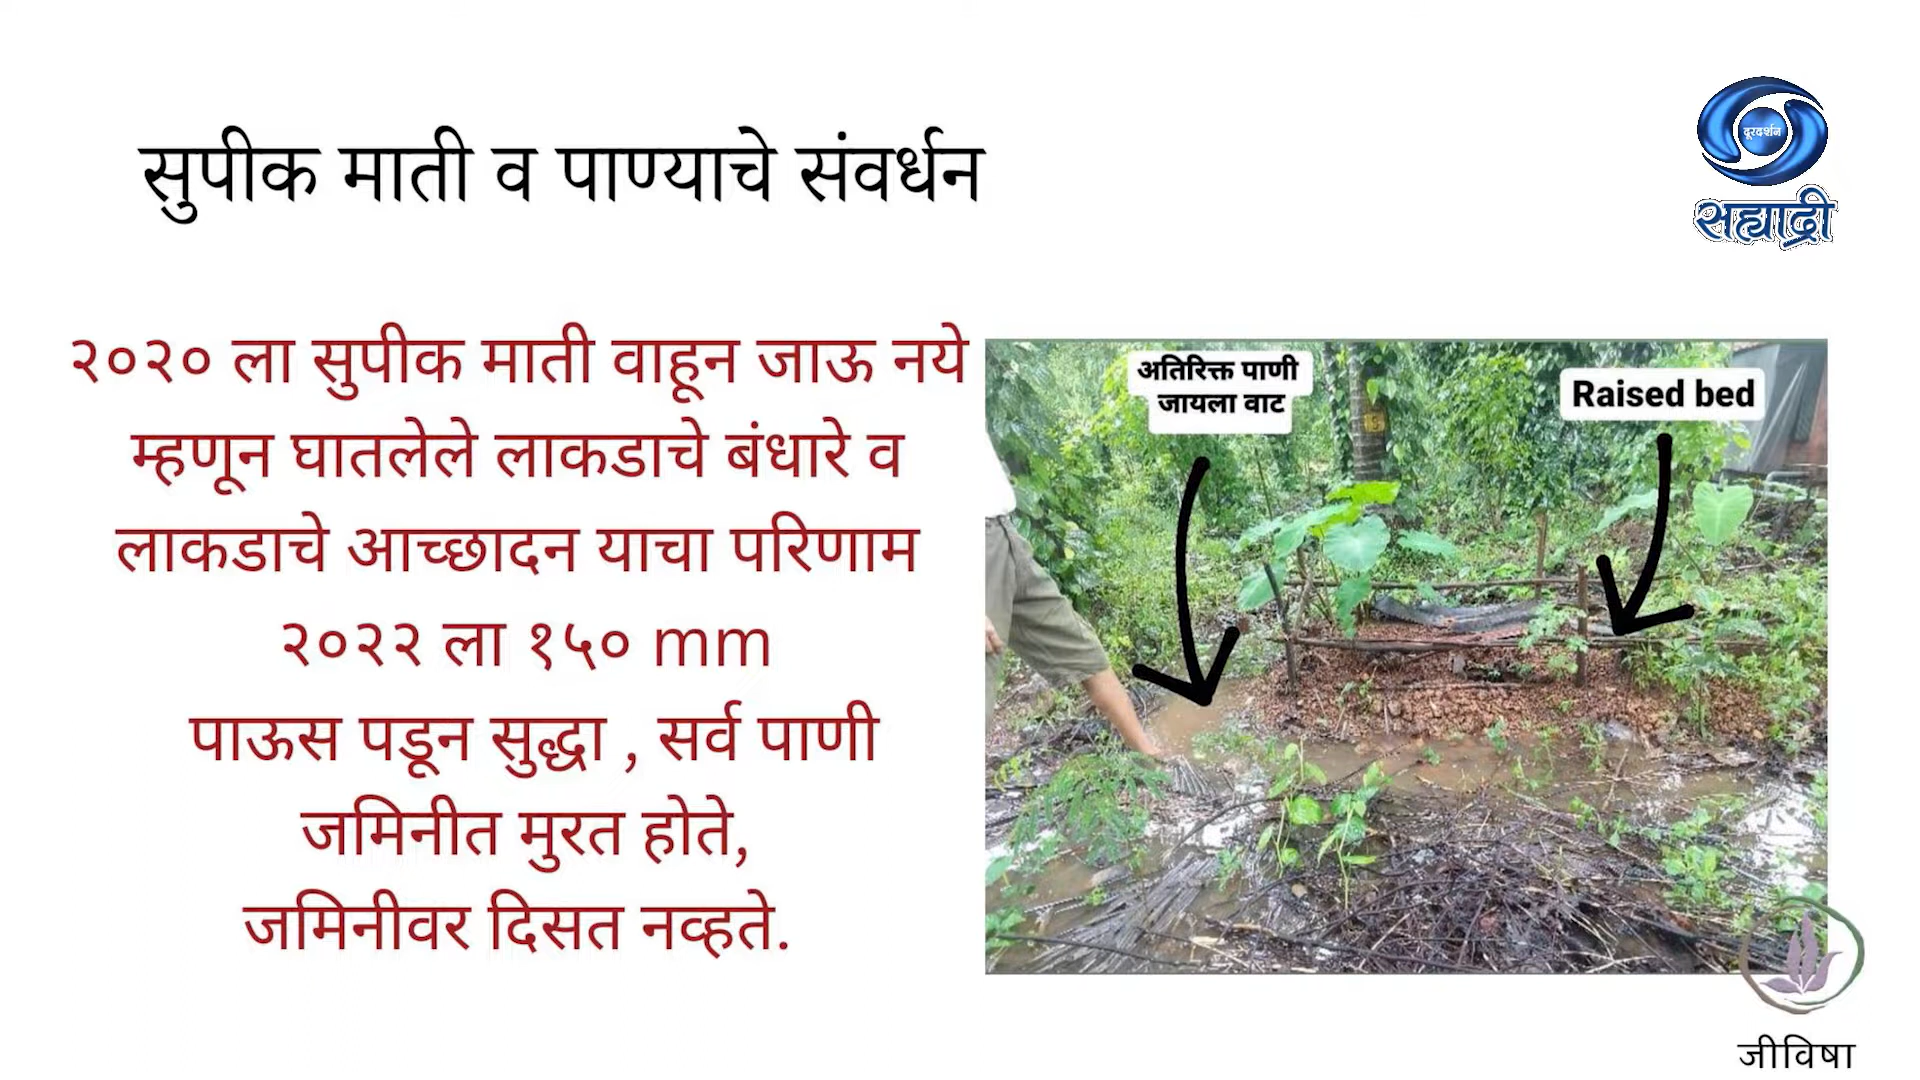 सुपीक माती व पाण्याचे संवर्धन
दूरदर्शन
सह्याद्री
२०२० ला सुपीक माती वाहून जाऊ नये
म्हणून घातलेले लाकडाचे बंधारे व
लाकडाचे आच्छादन याचा परिणाम
२०२२ ला १५० mm
पाऊस पडून सुद्धा , सर्व पाणी
जमिनीत मुरत होते,
जमिनीवर दिसत नव्हते.
अतिरिक्त पाणी
जायला वाट
Raised bed
जीविषा